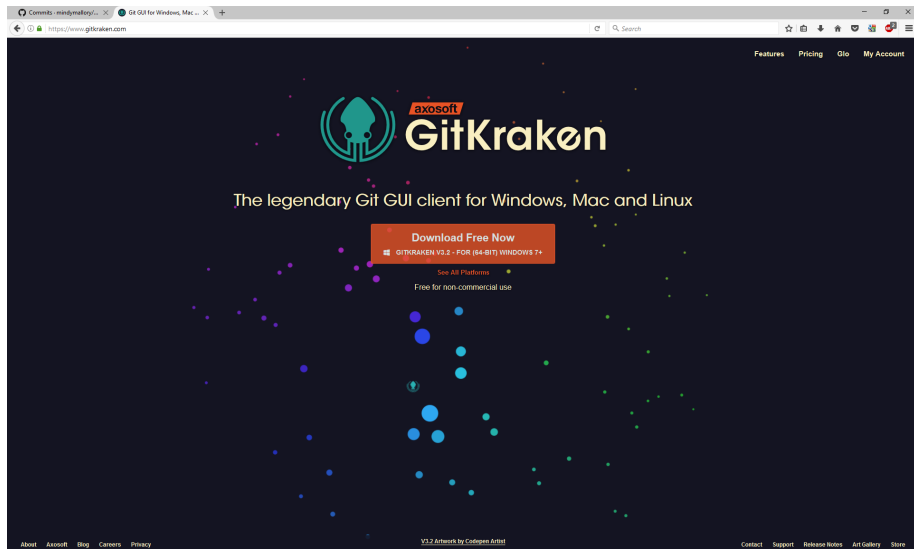 Commits · mindymallory/...
Git GUI for Windows, Mac ...
https://www.gitkraken.com
Search
Features Pricing Glo My Account
axosoft
GitKraken
The legendary Git GUI client for Windows, Mac and Linux
Download Free Now
GITKRAKEN V3.2 - FOR (64-BIT) WINDOWS 7+
See All Platforms
Free for non-commercial use
V3.2 Artwork by Codepen Artist
About Axosoft Blog Careers Privacy
Contact Support Release Notes Art Gallery Store